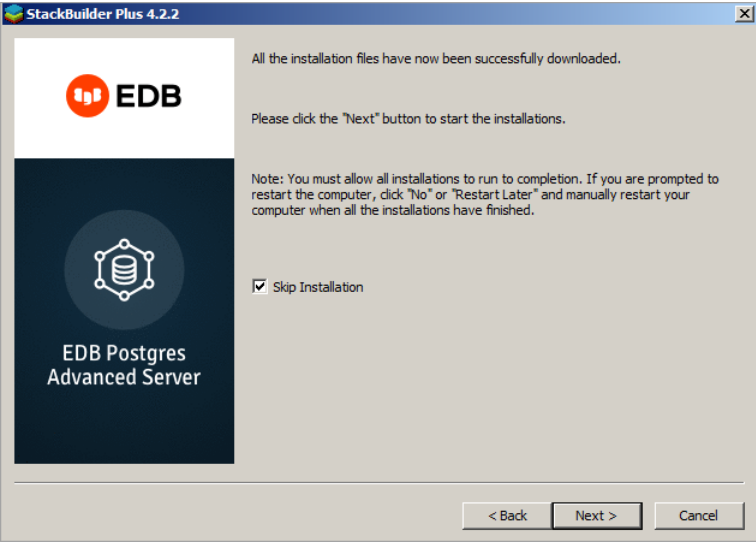 StackBuilder Plus 4.2.2
EDB
EDB Postgres
Advanced Server
All the installation files have now been successfully downloaded.
Please click the "Next" button to start the installations.
Note: You must allow all installations to run to completion. If you are prompted to
restart the computer, click "No" or "Restart Later" and manually restart your
computer when all the installations have finished.
Skip Installation
< Back
Next >
Cancel